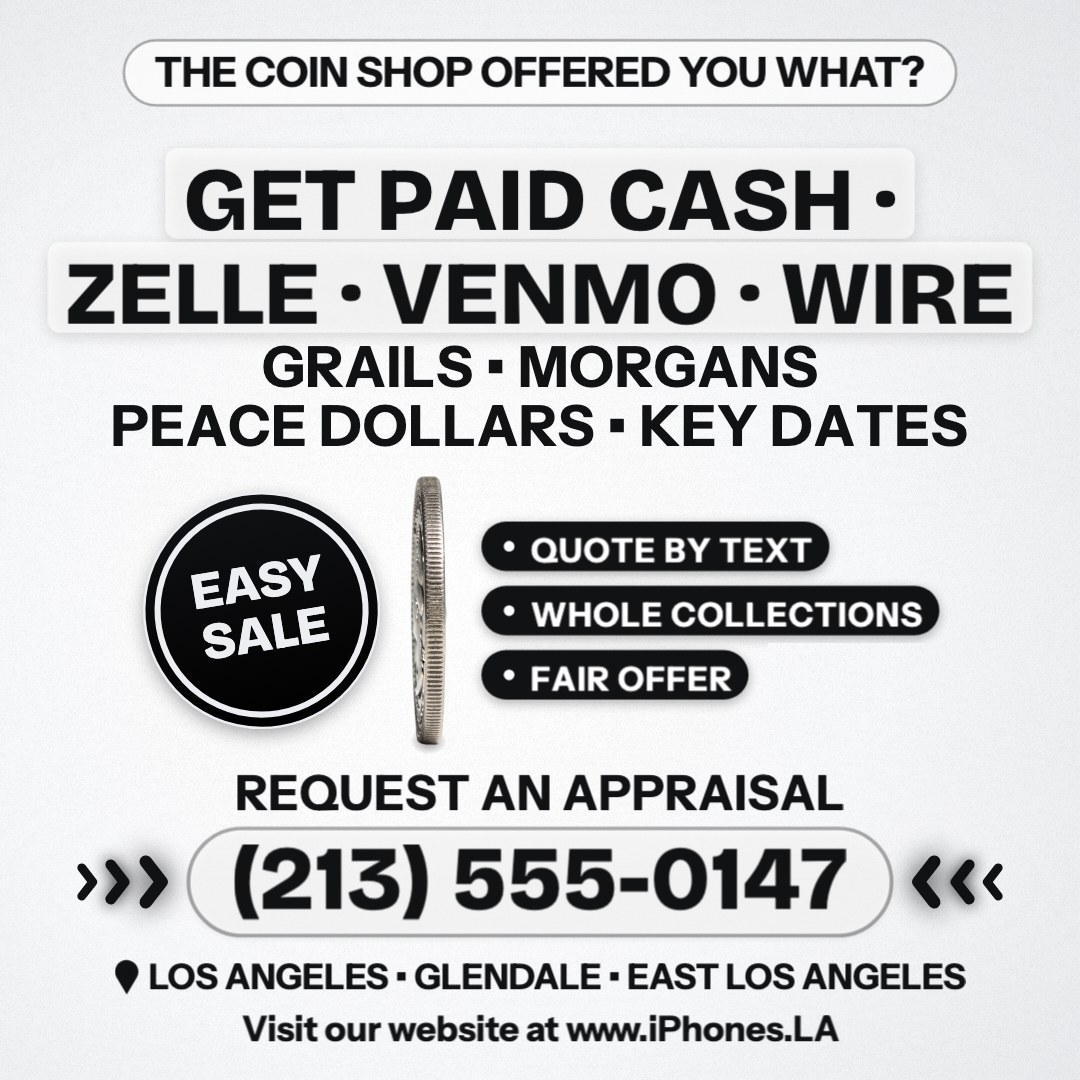 THE COIN SHOP OFFERED YOU WHAT?
GET PAID CASH •
ZELLE • VENMO • WIRE
GRAILS ▪ MORGANS
PEACE DOLLARS ▪ KEY DATES
EASY
SALE
• QUOTE BY TEXT
• WHOLE COLLECTIONS
• FAIR OFFER
REQUEST AN APPRAISAL
(213) 555-0147
LOS ANGELES ▪ GLENDALE ▪ EAST LOS ANGELES
Visit our website at www.iPhones.LA